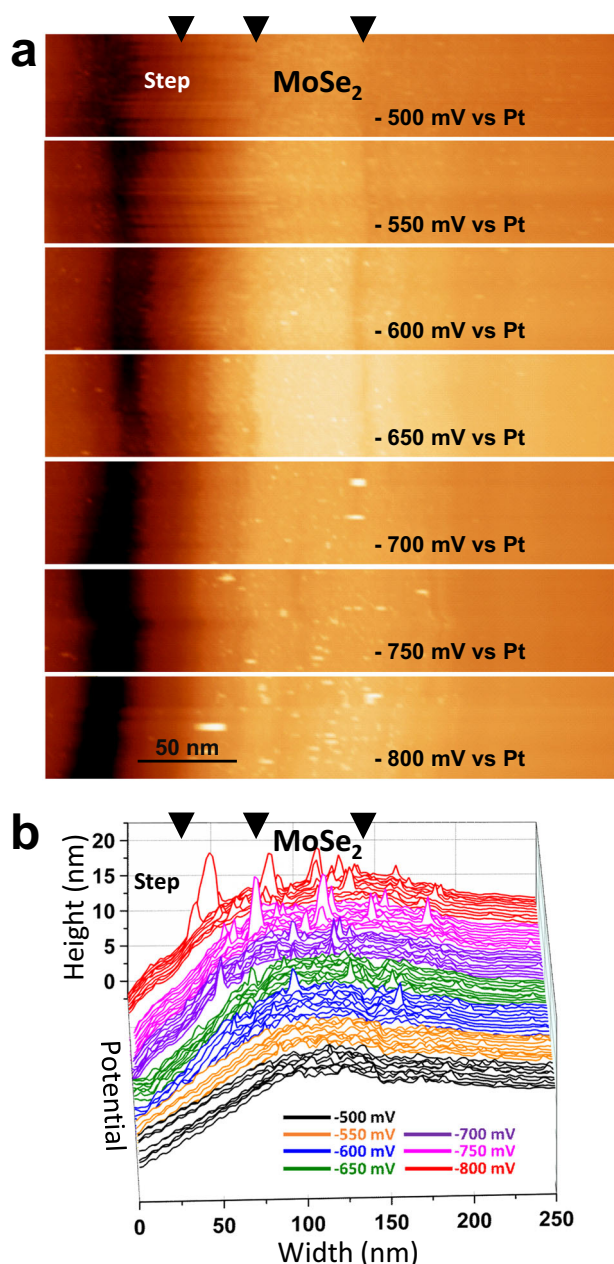 a
Step
MoSe₂
- 500 mV vs Pt
- 550 mV vs Pt
- 600 mV vs Pt
- 650 mV vs Pt
- 700 mV vs Pt
- 750 mV vs Pt
50 nm
- 800 mV vs Pt
b
MoSe₂
Step
Height (nm)
22.5
20
15
10
5
0
Potential
-500 mV
-550 mV
-700 mV
-600 mV
-750 mV
-650 mV
-800 mV
0
50
100
150
200
250
Width (nm)